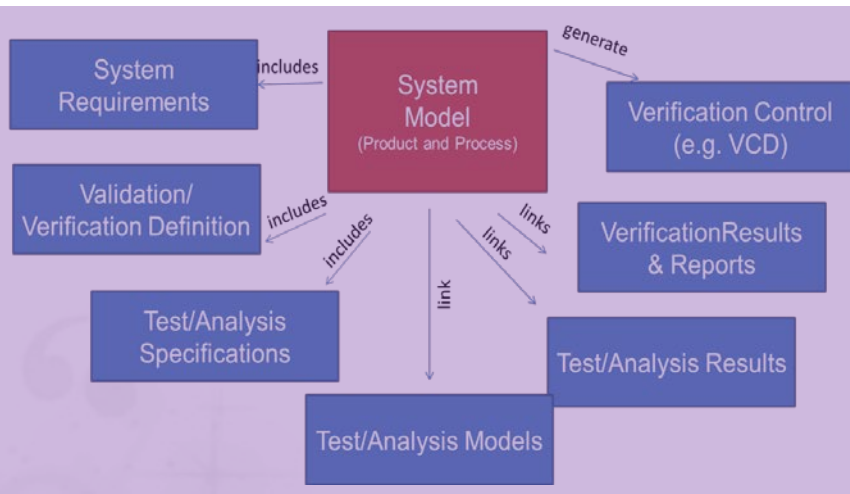 generate
System
Requirements
includes
System
Model
(Product and Process)
Verification Control
(e.g. VCD)
Validation/
Verification Definition
includes
includes
link
links
links
VerificationResults
& Reports
Test/Analysis
Specifications
Test/Analysis Results
Test/Analysis Models